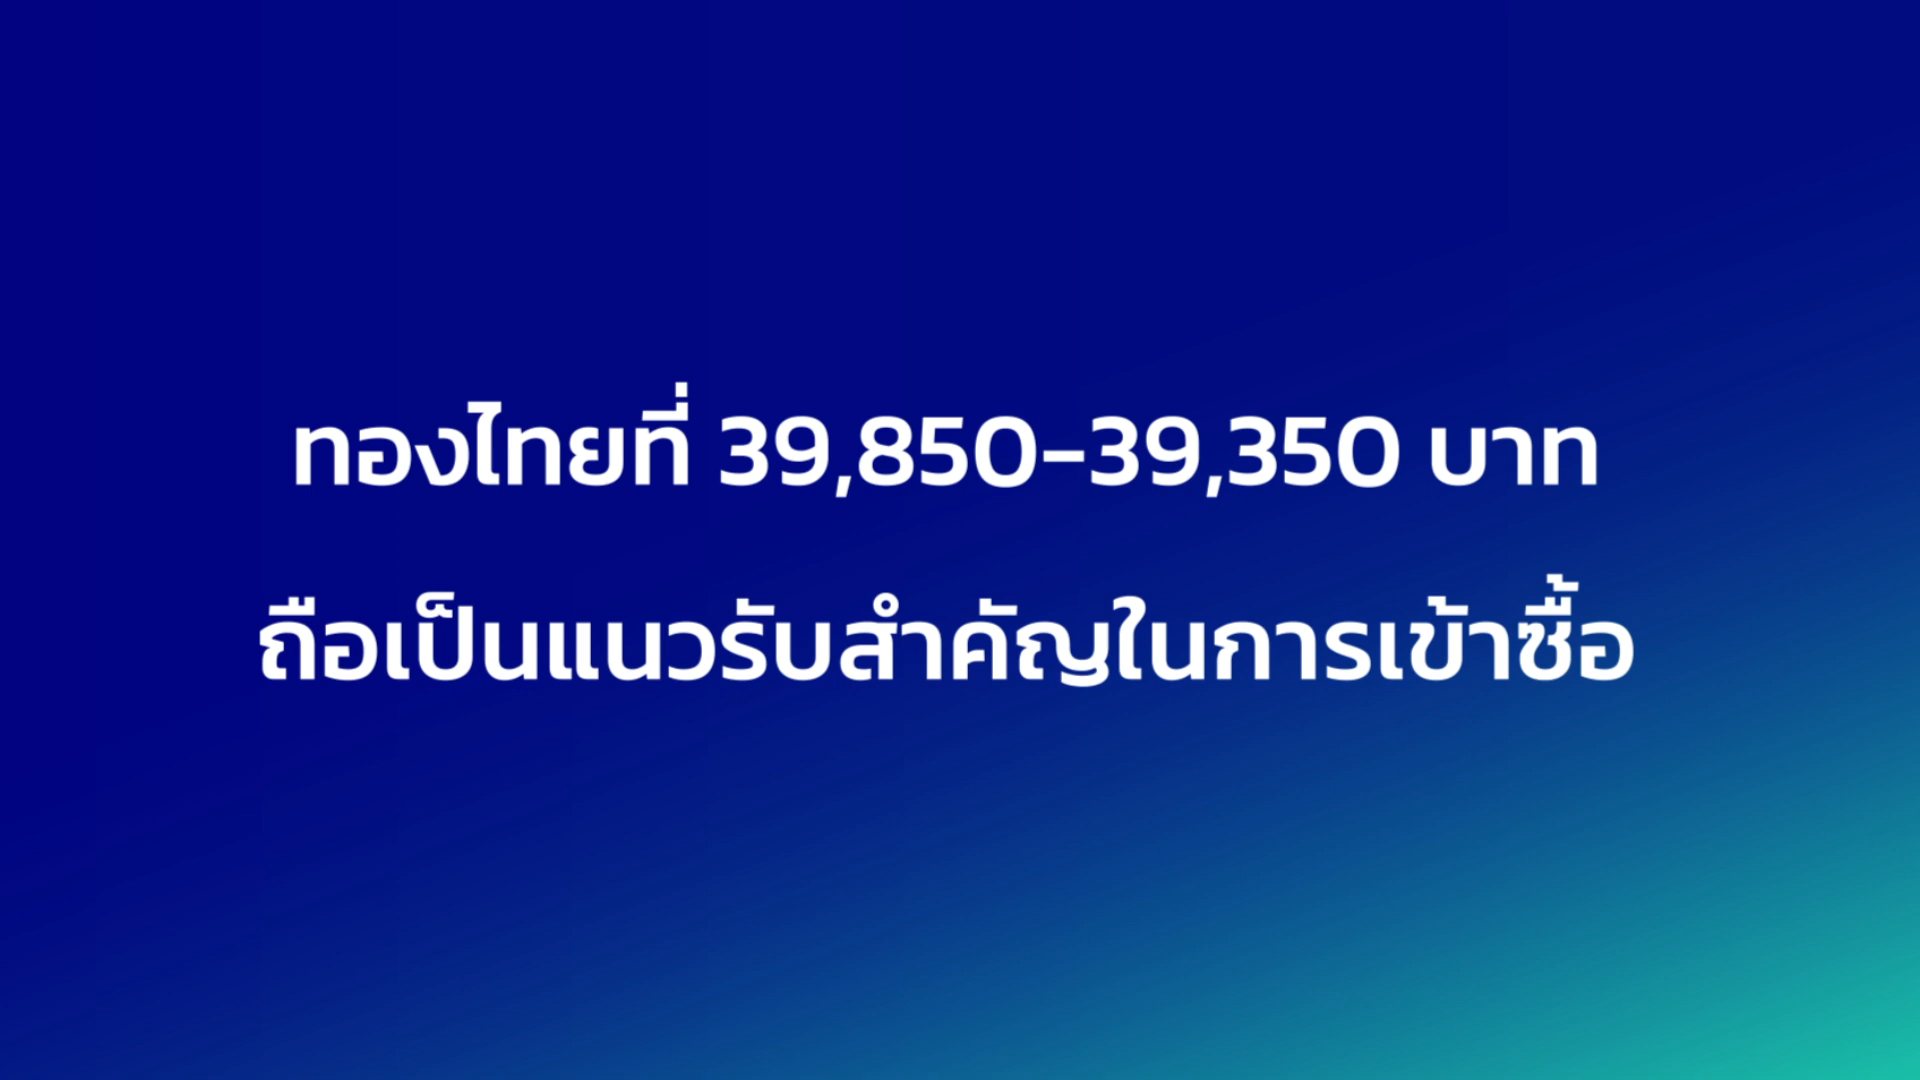 ทองไทยที่ 39,850-39,350 บาท
ถือเป็นแนวรับสำคัญในการเข้าซื้อ